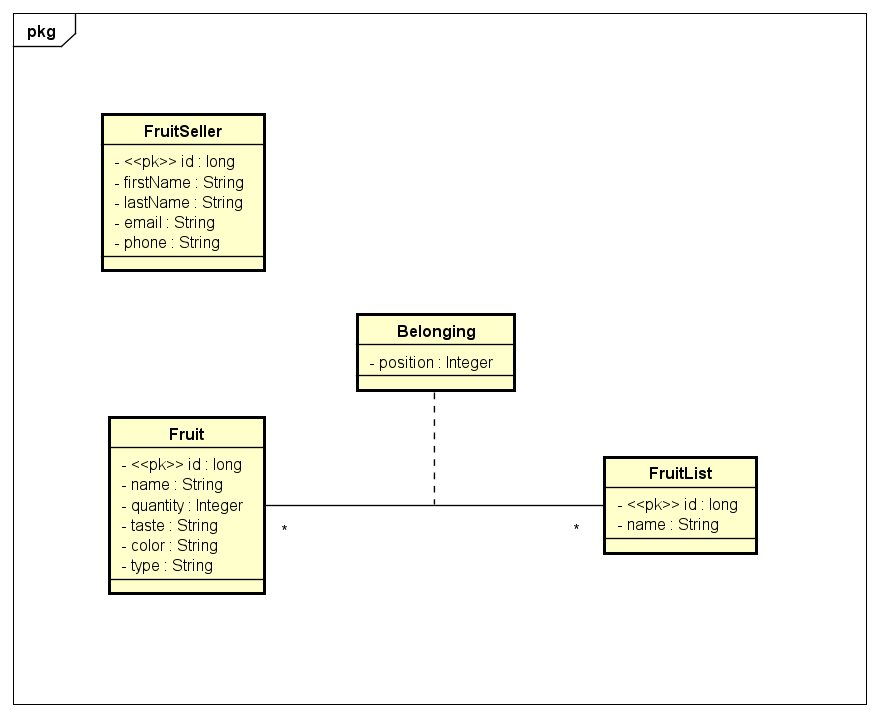 pkg
FruitSeller
- <<pk>> id : long
- firstName : String
- lastName : String
- email : String
- phone : String
Belonging
- position : Integer
Fruit
- <<pk>> id : long
- name : String
- quantity : Integer
- taste : String
- color : String
- type : String
*
*
FruitList
- <<pk>> id : long
- name : String